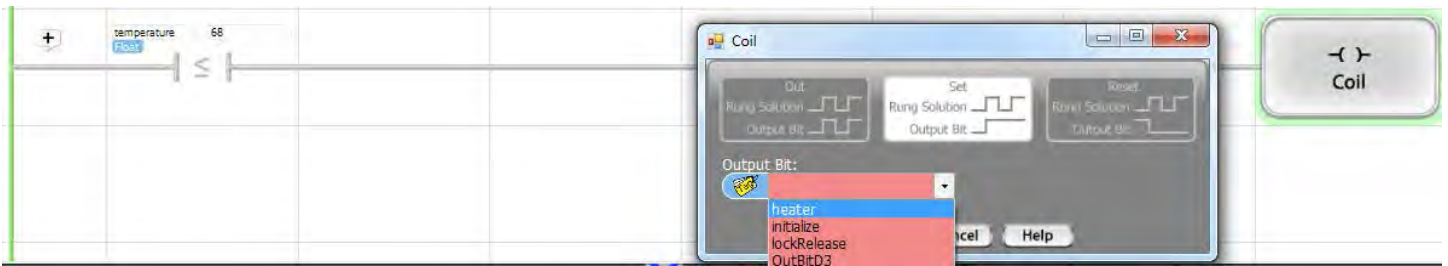 +
temperature 68
Float
≤
Coil
Out
Rung Solution
Output Bit
Set
Rung Solution
Output Bit
Reset
Rung Solution
Output Bit
Output Bit:
heater
initialize
lockRelease
OutBitD3
ncel
Help
-( )-
Coil